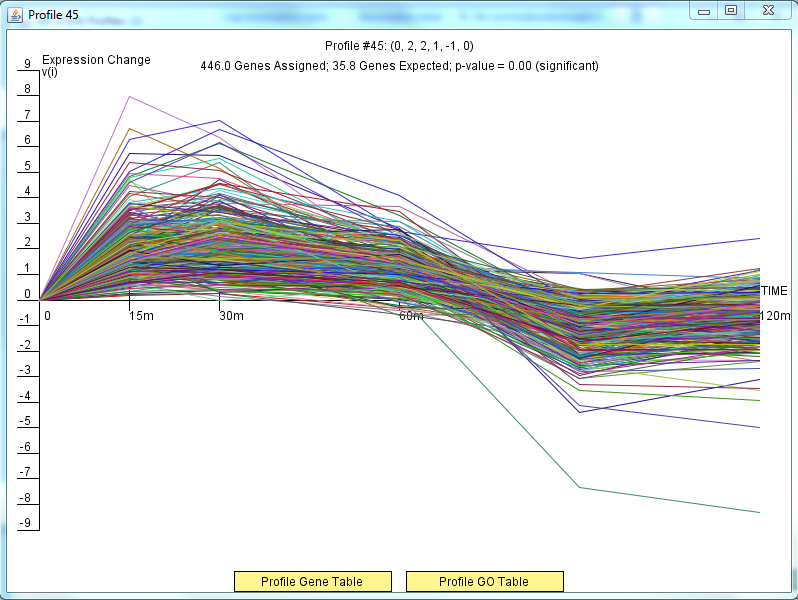 Profile 45
Profile #45: (0, 2, 2, 1, -1, 0)
446.0 Genes Assigned; 35.8 Genes Expected; p-value = 0.00 (significant)
Expression Change
v(i)
9
8
7
6
5
4
3
2
1
0
-1
-2
-3
-4
-5
-6
-7
-8
-9
0
15m
30m
60m
120m
TIME
Profile Gene Table
Profile GO Table